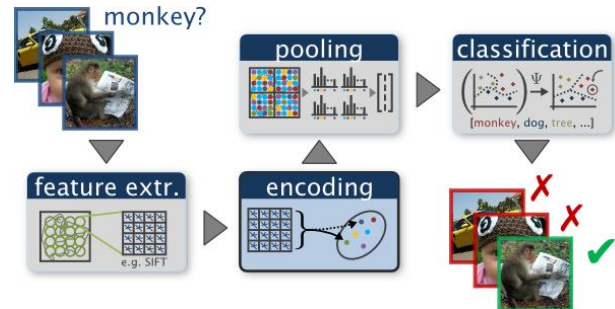 monkey?
pooling
classification
Ψ
[monkey, dog, tree, ...]
feature extr.
e.g. SIFT
encoding
✗
✗
✓